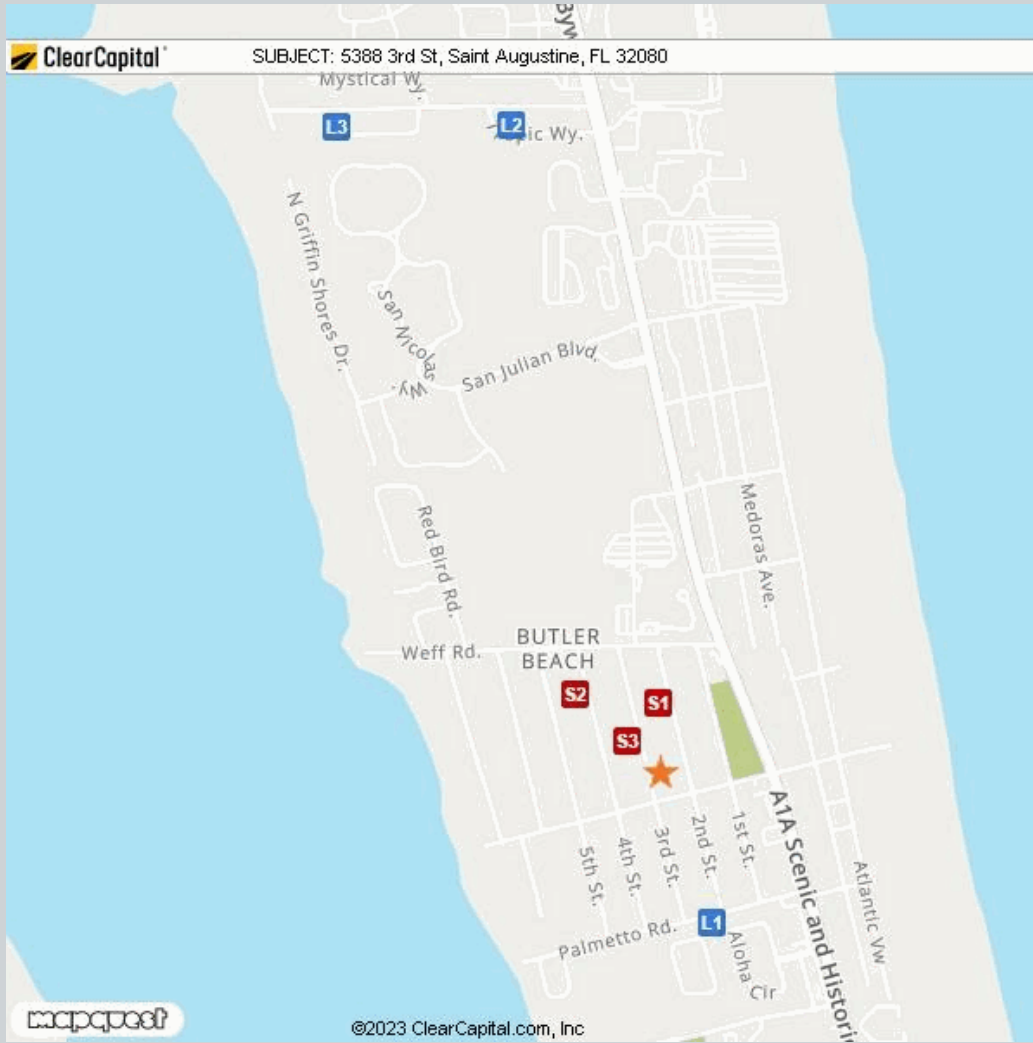 Byw
ClearCapital
SUBJECT: 5388 3rd St, Saint Augustine, FL 32080
Mystical Wy.
L3
L2
pic Wy.
N Griffin Shores Dr.
San Nicolas Wy.
San Julian Blvd.
Red Bird Rd.
Medoras Ave.
Weff Rd.
BUTLER
BEACH
S2
S1
S3
A1A Scenic and Historic
1st St.
2nd St.
3rd St.
4th St.
5th St.
Atlantic Vw
L1
Palmetto Rd.
Aloha Cir
mapquest
©2023 ClearCapital.com, Inc